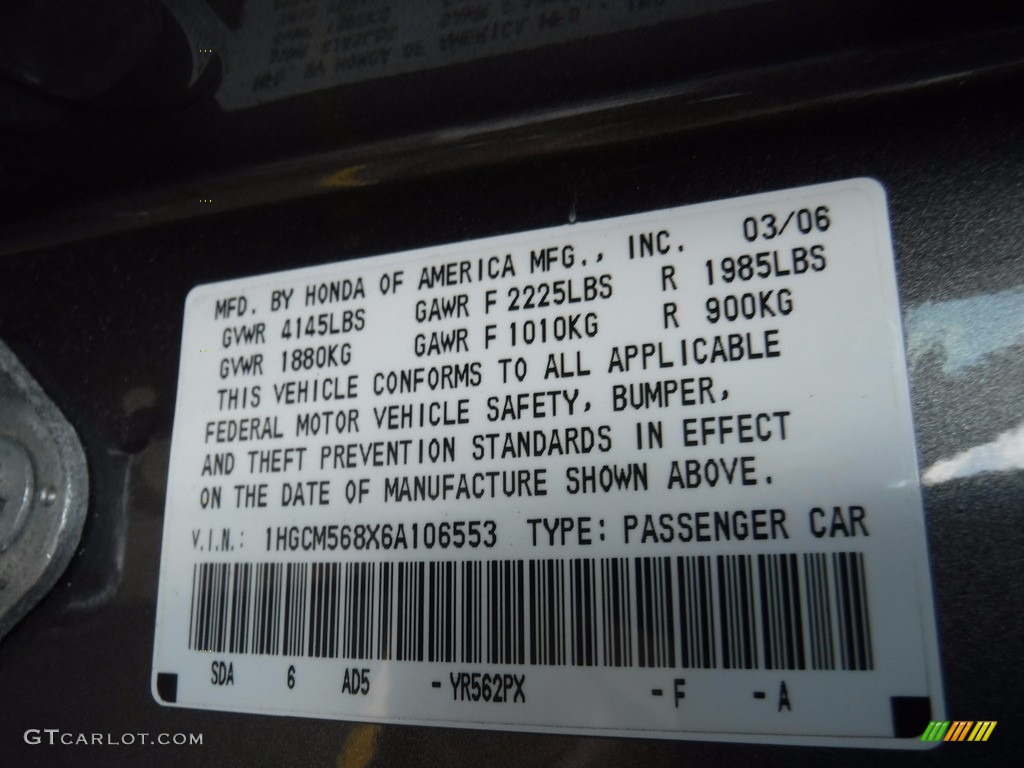 MFD. BY HONDA OF AMERICA MFG., INC. 03/06
GVWR 4145LBS GAWR F 2225LBS R 1985LBS
GVWR 1880KG GAWR F 1010KG R 900KG
THIS VEHICLE CONFORMS TO ALL APPLICABLE
FEDERAL MOTOR VEHICLE SAFETY, BUMPER,
AND THEFT PREVENTION STANDARDS IN EFFECT
ON THE DATE OF MANUFACTURE SHOWN ABOVE.
V.I.N.: 1HGCM568X6A106553 TYPE: PASSENGER CAR
SDA 6 AD5 -YR562PX -F -A
GTCARLOT.COM